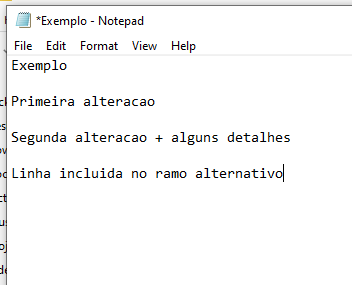 *Exemplo - Notepad
File Edit Format View Help
Exemplo
Primeira alteracao
Segunda alteracao + alguns detalhes
Linha incluida no ramo alternativo